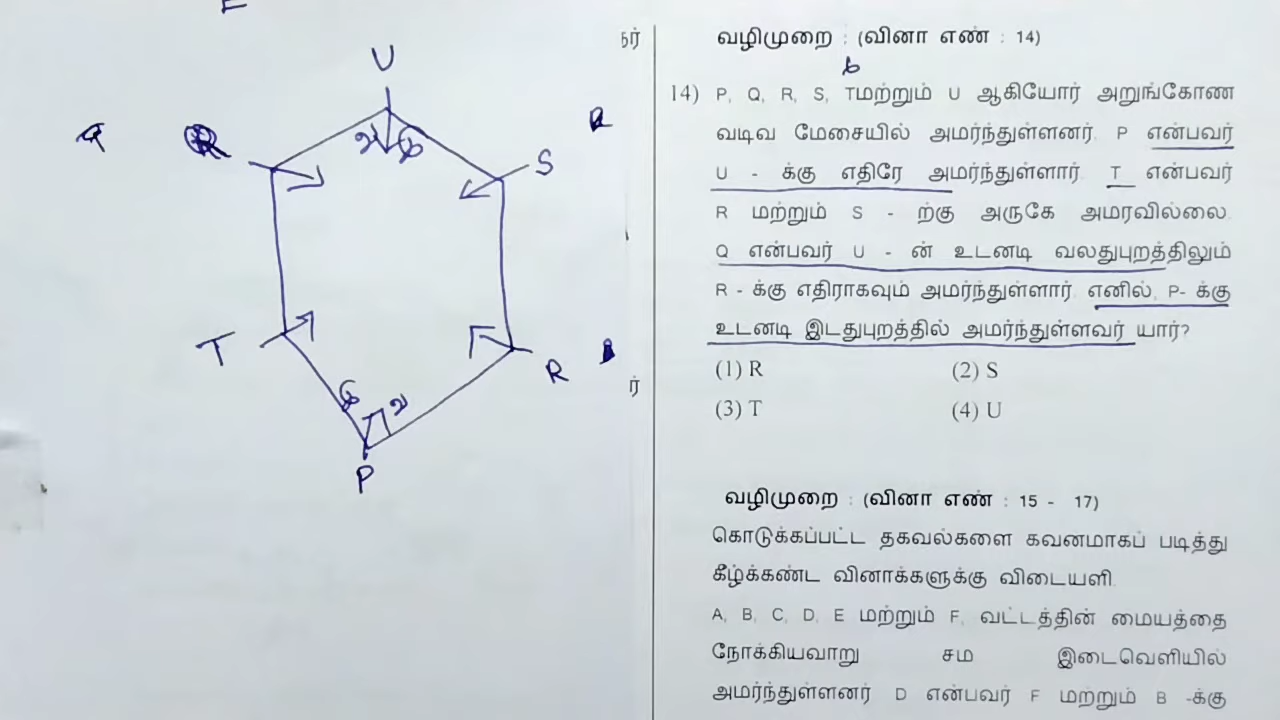 E
U
S
R
T
R
P
தர்
ர்
வழிமுறை : (வினா எண் : 14)
14) P, Q, R, S, Tமற்றும் U ஆகியோர் அறுங்கோண
வடிவ மேசையில் அமர்ந்துள்ளனர். P என்பவர்
U - க்கு எதிரே அமர்ந்துள்ளார். T என்பவர்
R மற்றும் S - ற்கு அருகே அமரவில்லை.
Q என்பவர் U - ன் உடனடி வலதுபுறத்திலும்
R - க்கு எதிராகவும் அமர்ந்துள்ளார். எனில், P- க்கு
உடனடி இடதுபுறத்தில் அமர்ந்துள்ளவர் யார்?
(1) R (2) S
(3) T (4) U
வழிமுறை : (வினா எண் : 15 - 17)
கொடுக்கப்பட்ட தகவல்களை கவனமாகப் படித்து
கீழ்க்கண்ட வினாக்களுக்கு விடையளி.
A, B, C, D, E மற்றும் F, வட்டத்தின் மையத்தை
நோக்கியவாறு சம இடைவெளியில்
அமர்ந்துள்ளனர் D என்பவர் F மற்றும் B -க்கு